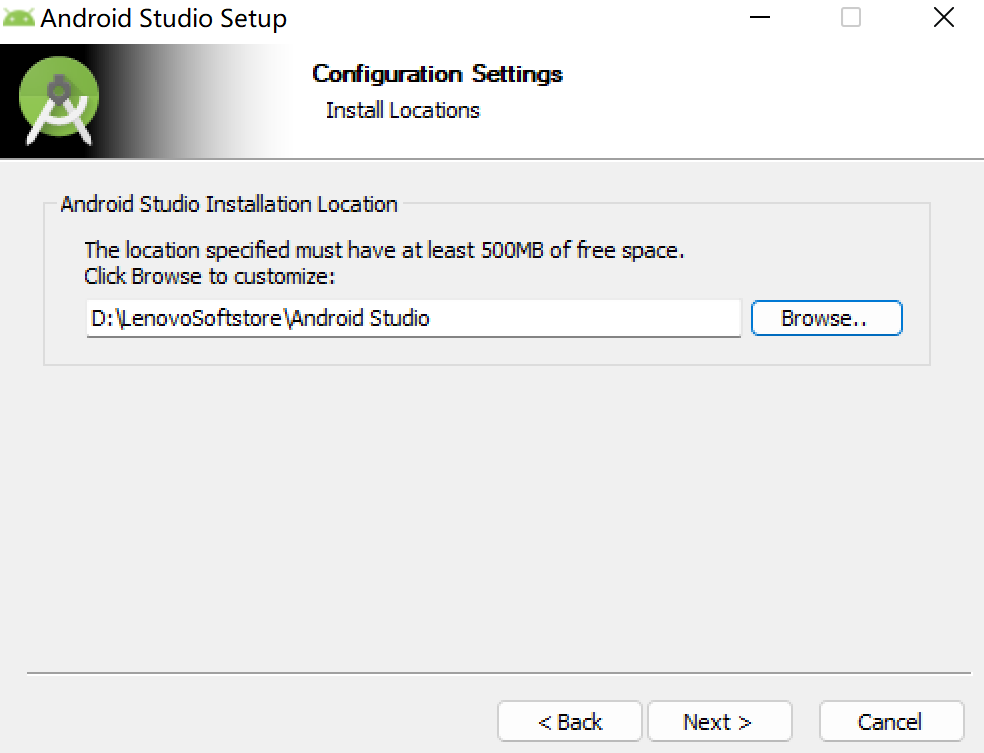 Android Studio Setup
Configuration Settings
Install Locations
Android Studio Installation Location
The location specified must have at least 500MB of free space.
Click Browse to customize:
D:\LenovoSoftstore\Android Studio
Browse..
< Back
Next >
Cancel